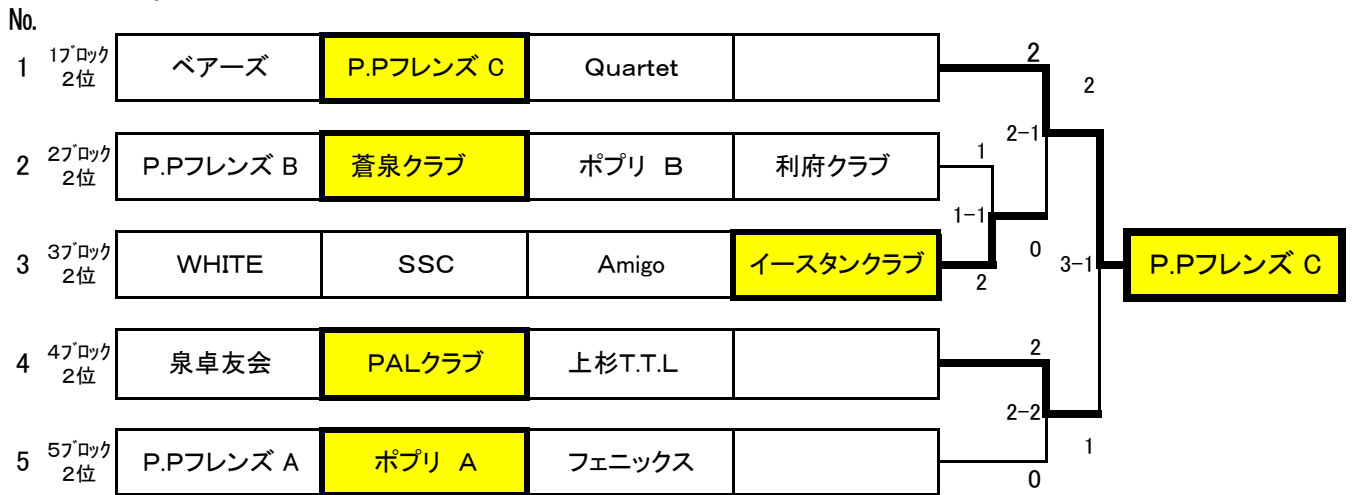 No.
1 1ブロック 2位 ベアーズ P.Pフレンズ C Quartet
2 2ブロック 2位 P.Pフレンズ B 蒼泉クラブ ポプリ B 利府クラブ
3 3ブロック 2位 WHITE SSC Amigo イースタンクラブ
4 4ブロック 2位 泉卓友会 PALクラブ 上杉T.T.L
5 5ブロック 2位 P.Pフレンズ A ポプリ A フェニックス
2
2
2-1
1
1-1
0
2
3-1
P.Pフレンズ C
2
2-2
1
0